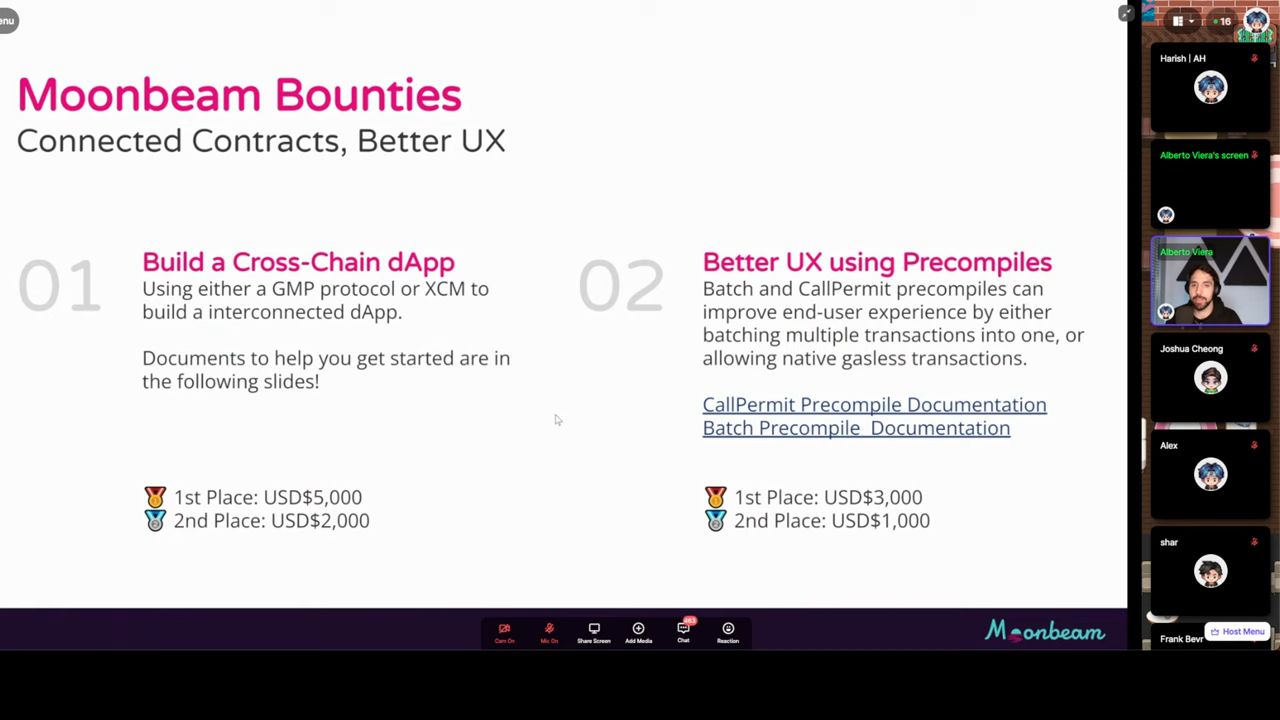 enu
Moonbeam Bounties
Connected Contracts, Better UX
01
Build a Cross-Chain dApp
Using either a GMP protocol or XCM to
build a interconnected dApp.
Documents to help you get started are in
the following slides!
1st Place: USD$5,000
2nd Place: USD$2,000
02
Better UX using Precompiles
Batch and CallPermit precompiles can
improve end-user experience by either
batching multiple transactions into one, or
allowing native gasless transactions.
CallPermit Precompile Documentation
Batch Precompile Documentation
1st Place: USD$3,000
2nd Place: USD$1,000
Cam On
Mic On
Share Screen
Add Media
463
Chat
Reaction
Moonbeam
16
Harish | AH
Alberto Viera's screen
Alberto Viera
Joshua Cheong
Alex
shar
Frank Bevr
Host Menu